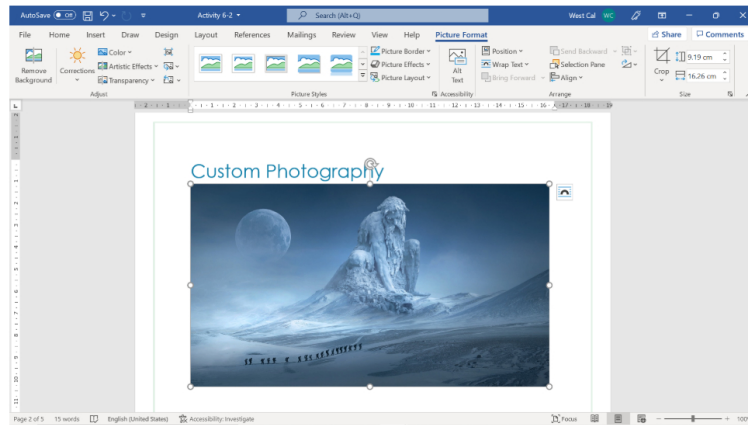 AutoSave Off Activity 6-2 Search (Alt+Q) West Cal WC
File Home Insert Draw Design Layout References Mailings Review View Help Picture Format Share Comments
Remove Background
Corrections
Color
Artistic Effects
Transparency
Adjust
Picture Styles
Picture Border
Picture Effects
Picture Layout
Alt Text
Accessibility
Position
Wrap Text
Bring Forward
Send Backward
Selection Pane
Align
Arrange
Crop
9.19 cm
16.26 cm
Size
Custom Photography
Page 2 of 5 15 words English (United States) Accessibility: Investigate Focus 100%